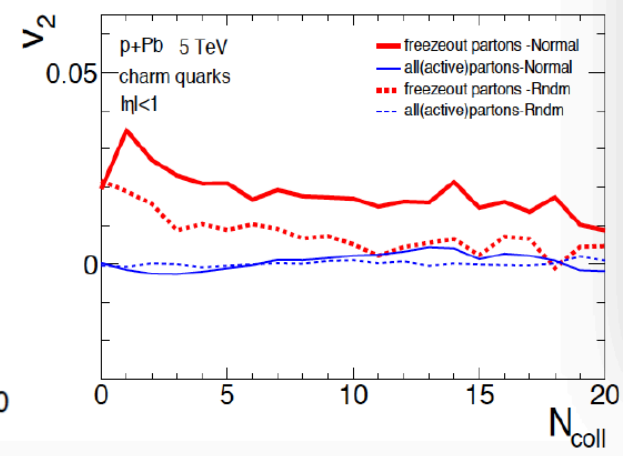 v2
p+Pb 5 TeV
charm quarks
|η|<1
freezeout partons -Normal
all(active)partons-Normal
freezeout partons -Rndm
all(active)partons-Rndm
0.05
0
0
0 5 10 15 20
Ncoll